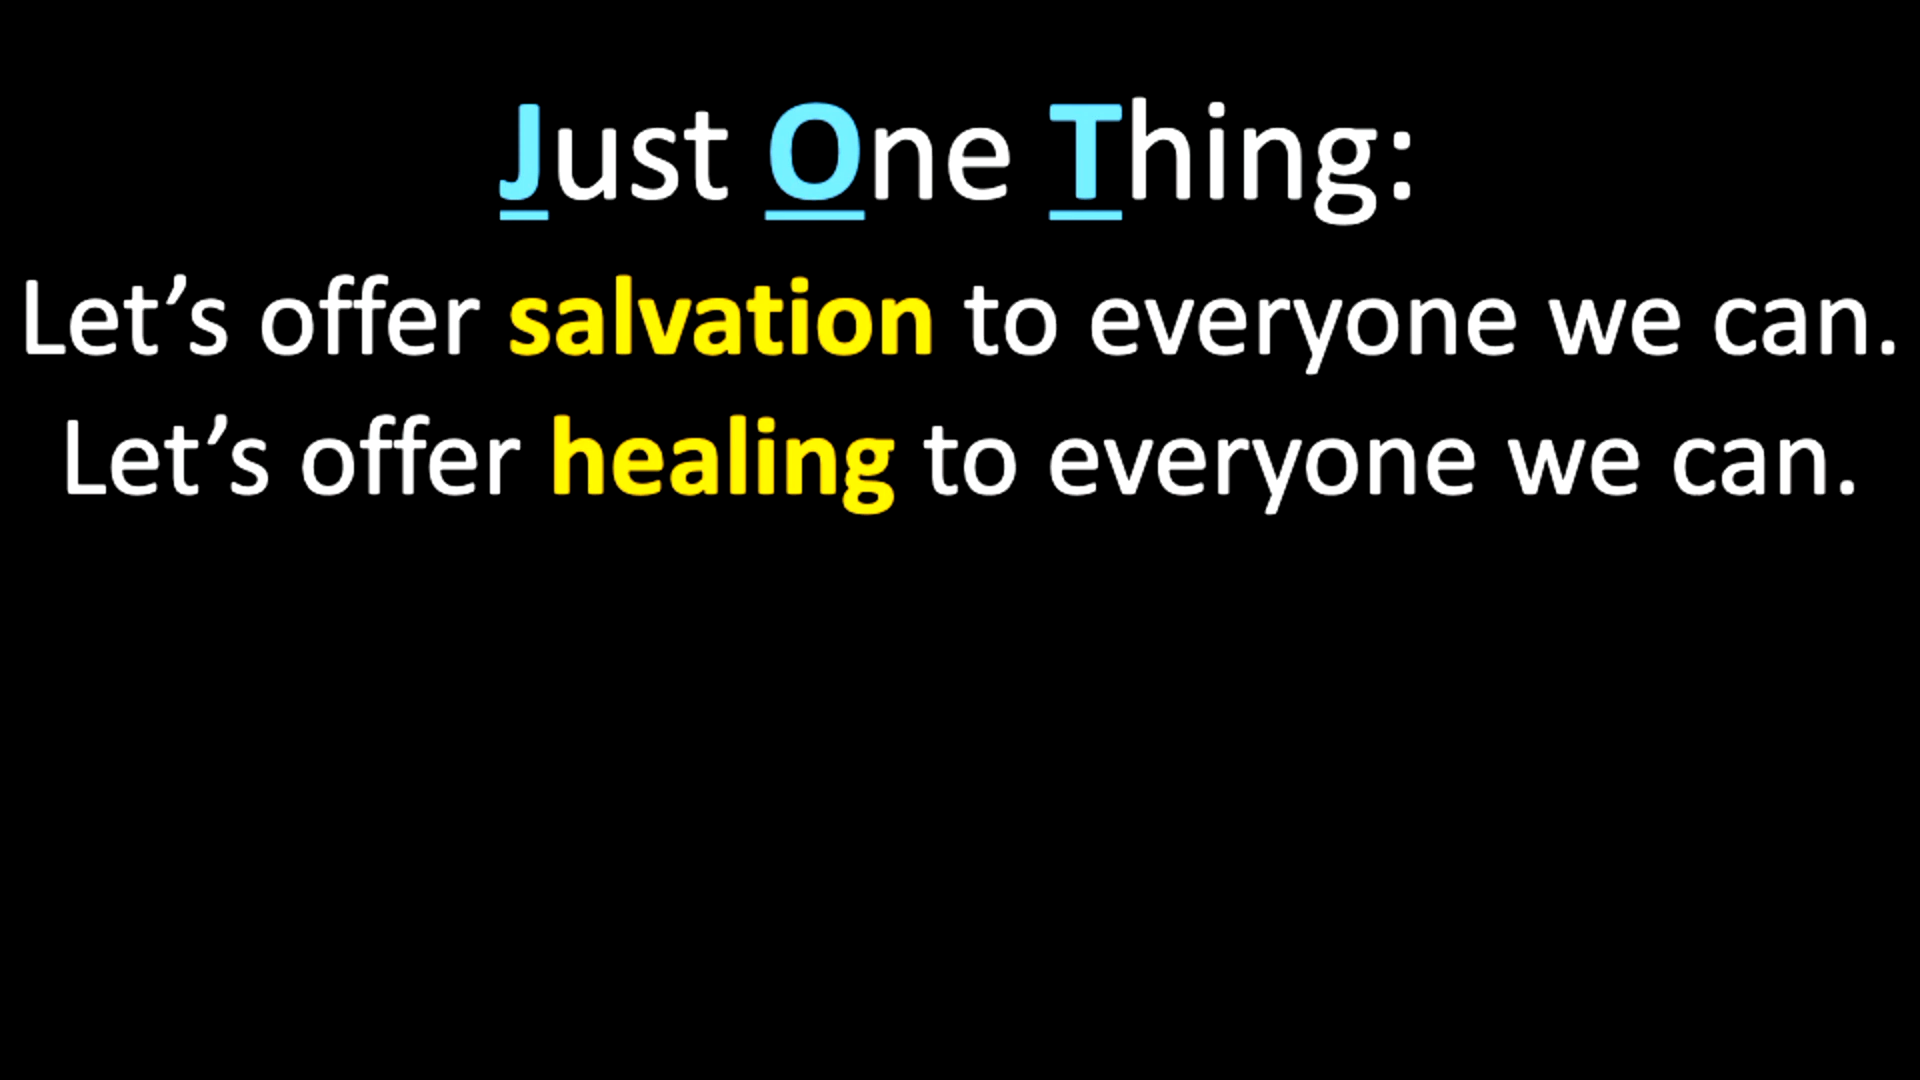 Just One Thing:
Let’s offer salvation to everyone we can.
Let’s offer healing to everyone we can.